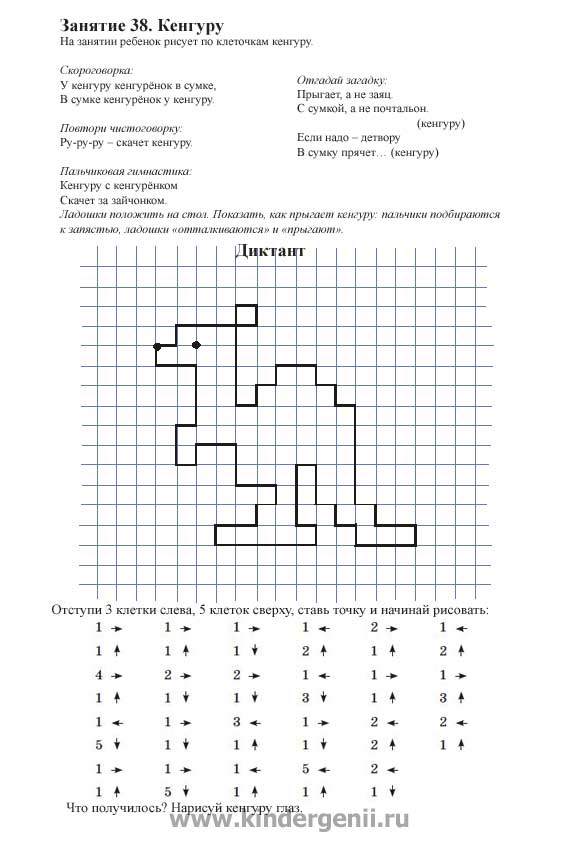 Занятие 38. Кенгуру
На занятии ребенок рисует по клеточкам кенгуру.
Скороговорка:
У кенгуру кенгурёнок в сумке,
В сумке кенгурёнок у кенгуру.
Повтори чистоговорку:
Ру-ру-ру – скачет кенгуру.
Отгадай загадку:
Прыгает, а не заяц.
С сумкой, а не почтальон.
(кенгуру)
Если надо – детвору
В сумку прячет… (кенгуру)
Пальчиковая гимнастика:
Кенгуру с кенгурёнком
Скачет за зайчонком.
Ладошки положить на стол. Показать, как прыгает кенгуру: пальчики подбираются
к запястью, ладошки «отталкиваются» и «прыгают».
Диктант
Отступи 3 клетки слева, 5 клеток сверху, ставь точку и начинай рисовать:
1 → 1 → 1 → 1 ← 2 → 1 ←
1 ↑ 1 ↑ 1 ↓ 2 ↑ 1 ↑ 2 ↑
4 → 2 → 2 → 1 ← 1 → 1 →
1 ↑ 1 ↓ 1 ↓ 3 ↓ 1 ↑ 3 ↑
1 ← 1 → 3 ← 1 → 2 ← 2 ←
5 ↓ 1 ↓ 1 ↑ 1 ↓ 2 ↑ 1 ↑
1 → 1 → 1 ← 5 ← 2 ←
1 ↑ 5 ↓ 1 ↑ 1 ↑ 1 ↓
Что получилось? Нарисуй кенгуру глаз.
www.kindergenii.ru